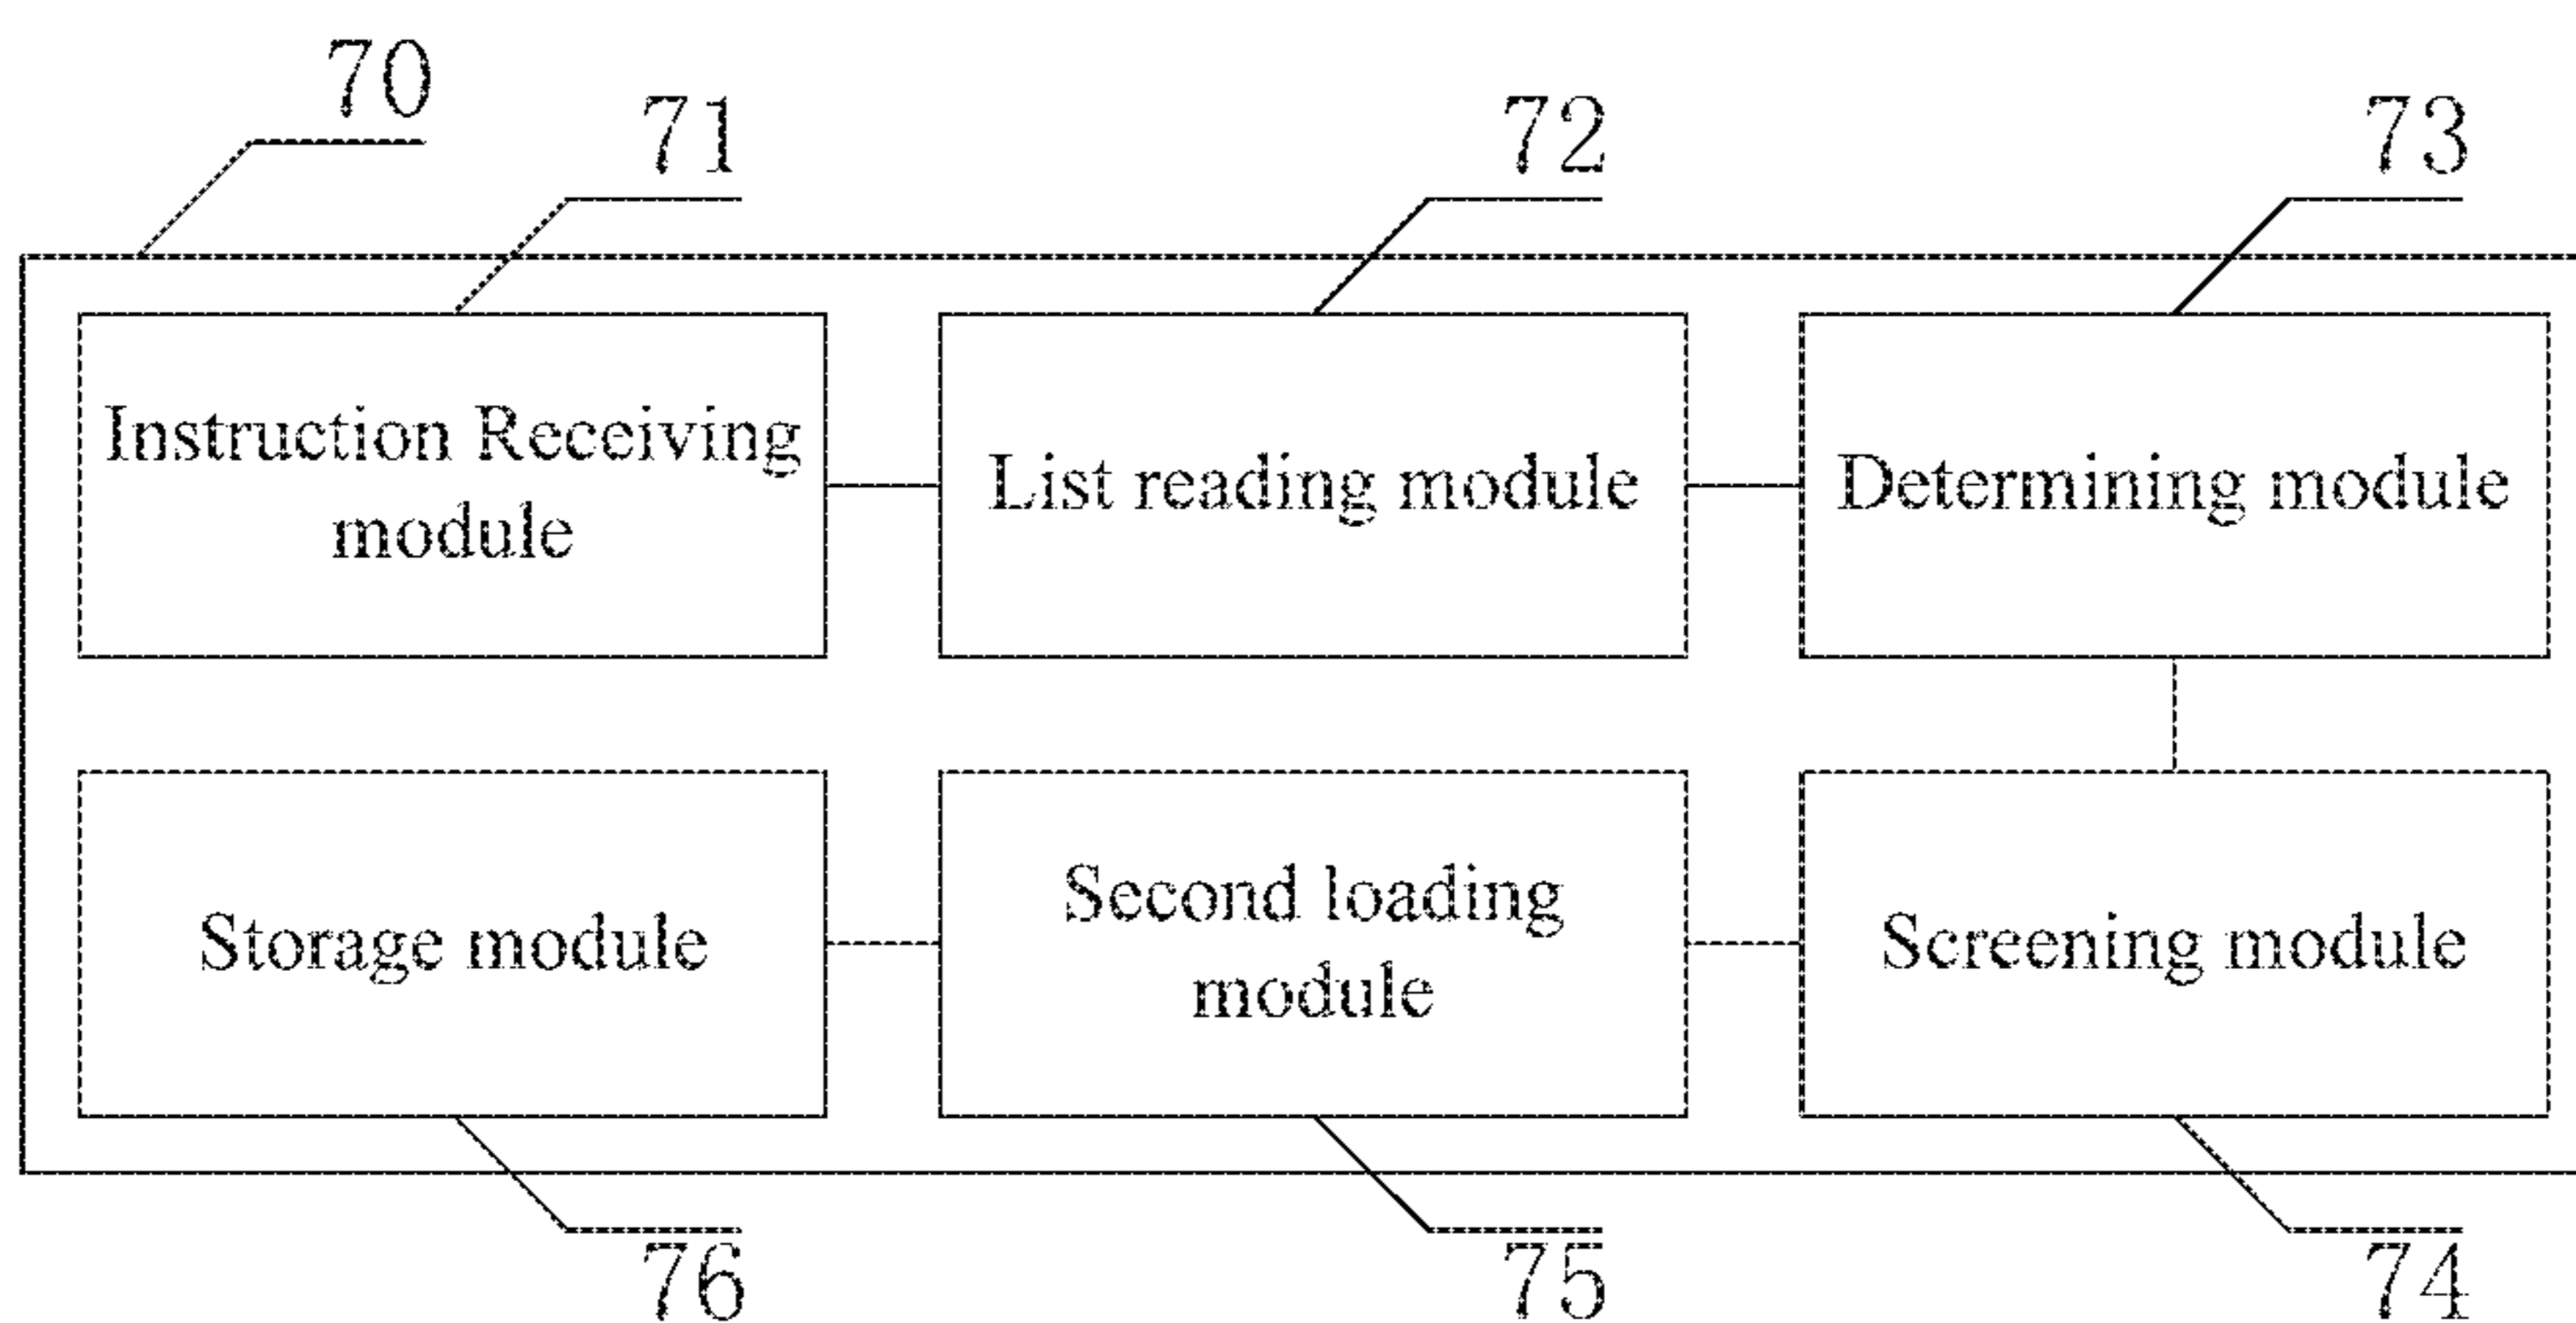 70
71
72
73
Instruction Receiving
module
List reading module
Determining module
Storage module
Second loading
module
Screening module
76
75
74